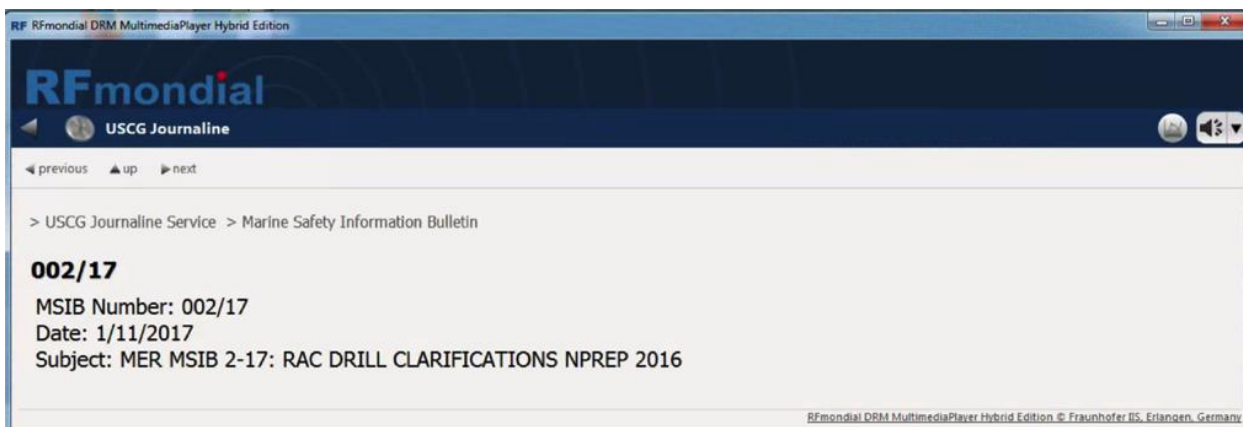 RF RFmondial DRM MultimediaPlayer Hybrid Edition
RFmondial
USCG Journaline
previous up next
> USCG Journaline Service > Marine Safety Information Bulletin
002/17
MSIB Number: 002/17
Date: 1/11/2017
Subject: MER MSIB 2-17: RAC DRILL CLARIFICATIONS NPREP 2016
RFmondial DRM MultimediaPlayer Hybrid Edition © Fraunhofer IIS, Erlangen, Germany